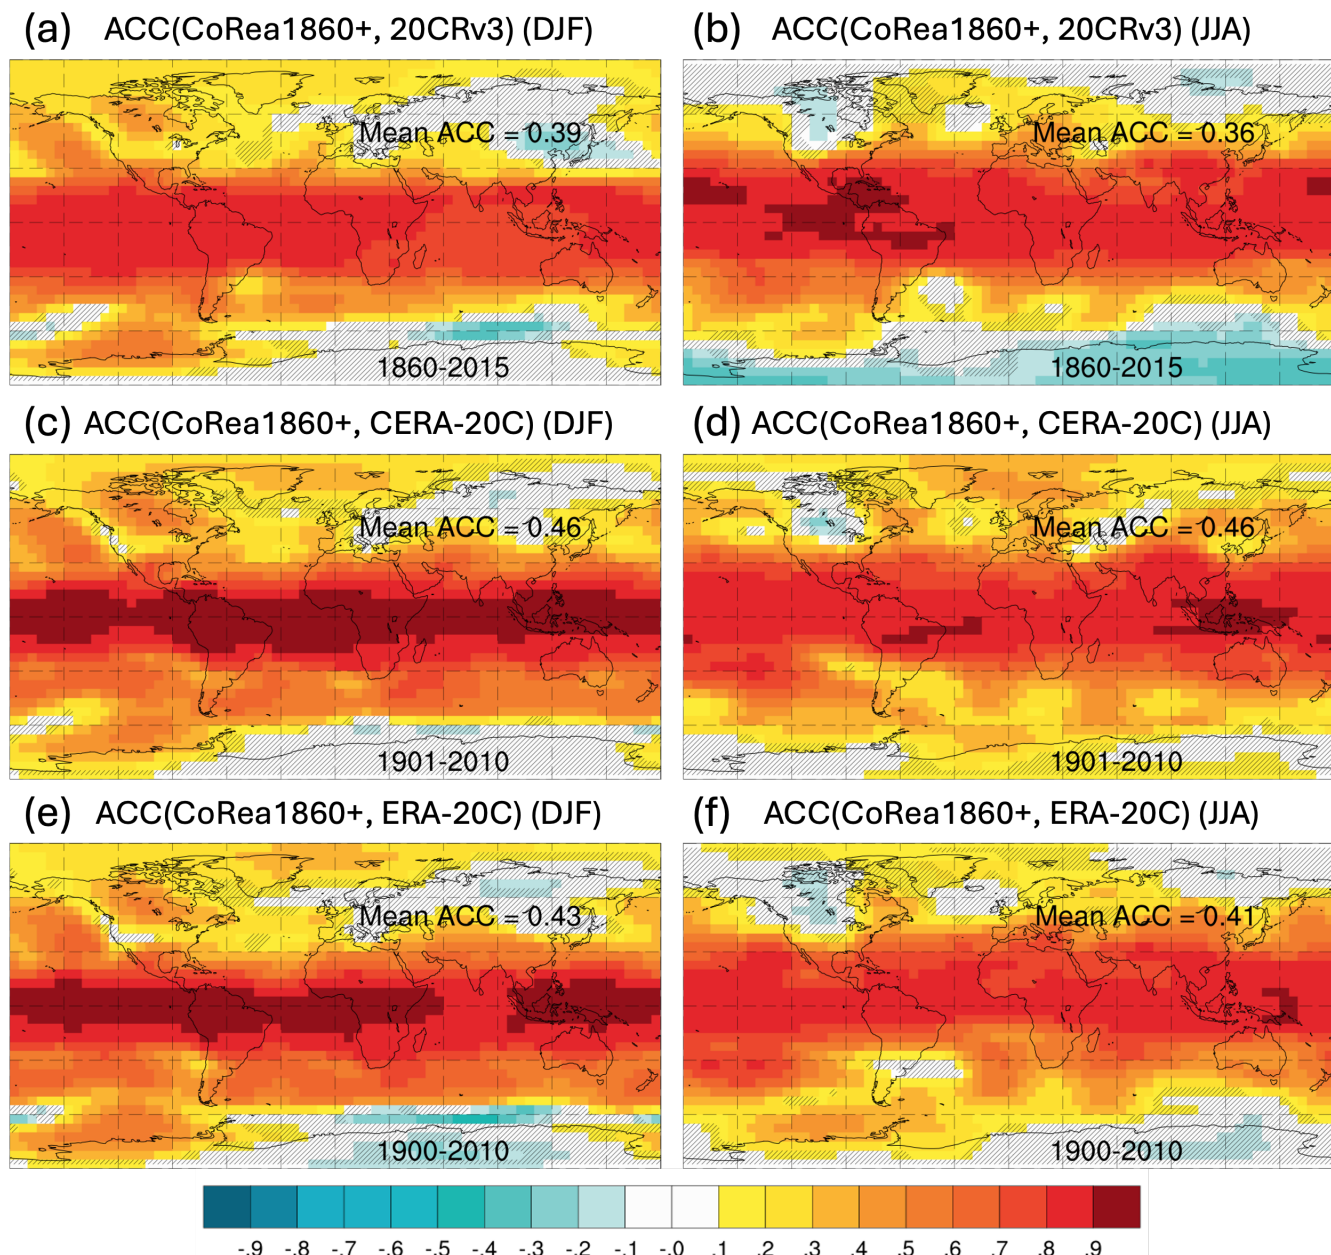 (a) ACC(CoRea1860+, 20CRv3) (DJF)
(b) ACC(CoRea1860+, 20CRv3) (JJA)
Mean ACC = 0.39
Mean ACC = 0.36
1860-2015
1860-2015
(c) ACC(CoRea1860+, CERA-20C) (DJF)
(d) ACC(CoRea1860+, CERA-20C) (JJA)
Mean ACC = 0.46
Mean ACC = 0.46
1901-2010
1901-2010
(e) ACC(CoRea1860+, ERA-20C) (DJF)
(f) ACC(CoRea1860+, ERA-20C) (JJA)
Mean ACC = 0.43
Mean ACC = 0.41
1900-2010
1900-2010
-.9 -.8 -.7 -.6 -.5 -.4 -.3 -.2 -.1 -.0 .1 .2 .3 .4 .5 .6 .7 .8 .9